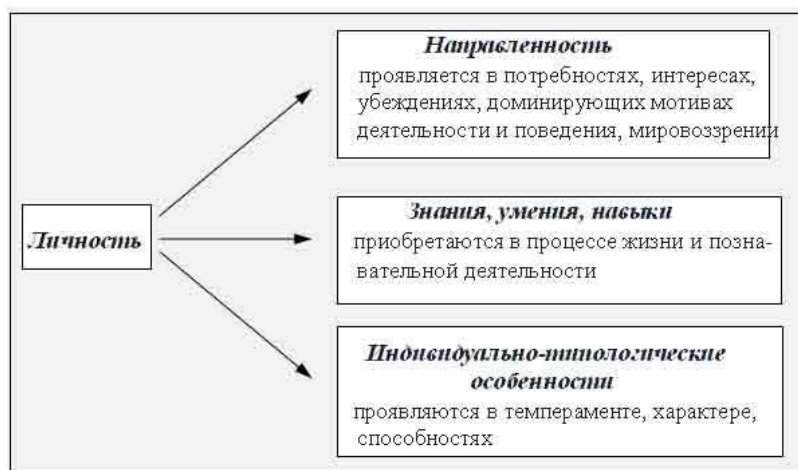 Личность
Направленность
проявляется в потребностях, интересах,
убеждениях, доминирующих мотивах
деятельности и поведения, мировоззрении
Знания, умения, навыки
приобретаются в процессе жизни и позна-
вательной деятельности
Индивидуально-типологические
особенности
проявляются в темпераменте, характере,
способностях